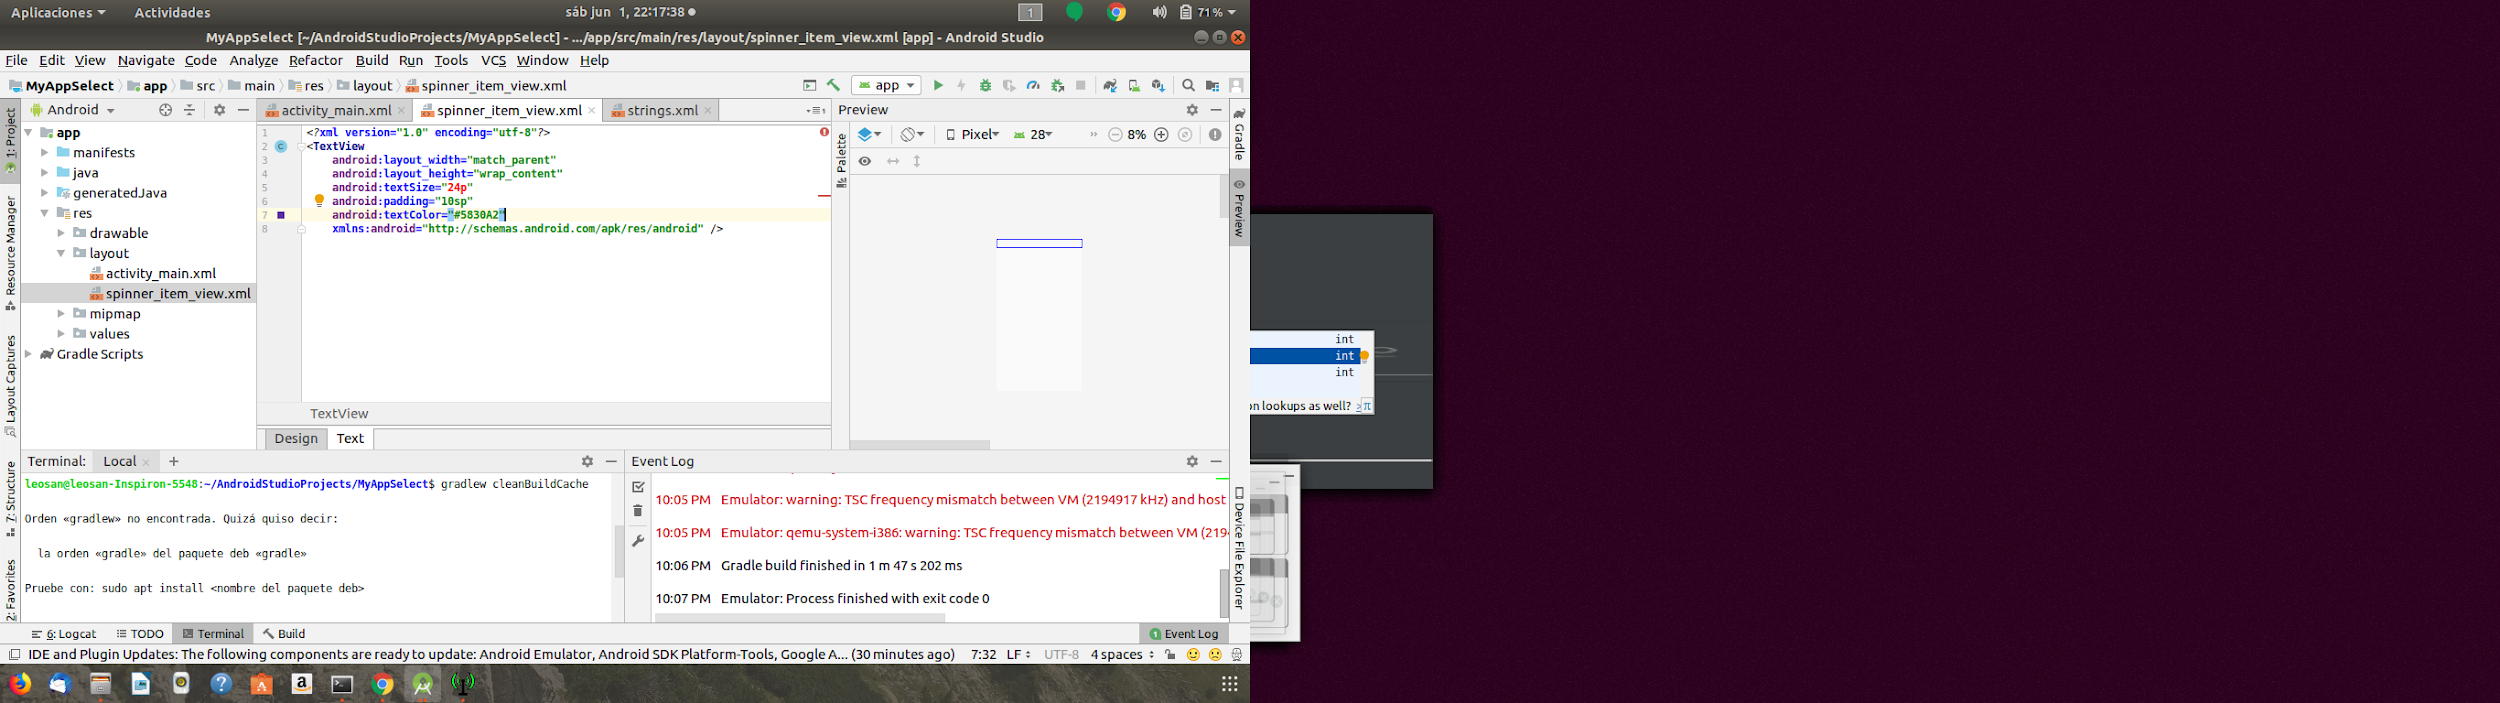 Aplicaciones
Actividades
sáb jun 1, 22:17:38
1
71 %
MyAppSelect [~/AndroidStudioProjects/MyAppSelect] - .../app/src/main/res/layout/spinner_item_view.xml [app] - Android Studio
File Edit View Navigate Code Analyze Refactor Build Run Tools VCS Window Help
MyAppSelect app src main res layout spinner_item_view.xml
app
1: Project
Resource Manager
Layout Captures
7: Structure
2: Favorites
Android
app
manifests
java
generatedJava
res
drawable
layout
activity_main.xml
spinner_item_view.xml
mipmap
values
Gradle Scripts
activity_main.xml
spinner_item_view.xml
strings.xml
1 <?xml version="1.0" encoding="utf-8"?>
2 <TextView
3 android:layout_width="match_parent"
4 android:layout_height="wrap_content"
5 android:textSize="24p"
6 android:padding="10sp"
7 android:textColor="#5830A2"
8 xmlns:android="http://schemas.android.com/apk/res/android" />
TextView
Design Text
Preview
Palette
Pixel
28
8%
Gradle
Preview
Device File Explorer
Terminal: Local +
leosan@leosan-Inspiron-5548:~/AndroidStudioProjects/MyAppSelect$ gradlew cleanBuildCache
Orden «gradlew» no encontrada. Quizá quiso decir:
la orden «gradle» del paquete deb «gradle»
Pruebe con: sudo apt install <nombre del paquete deb>
Event Log
10:05 PM Emulator: warning: TSC frequency mismatch between VM (2194917 kHz) and host
10:05 PM Emulator: qemu-system-i386: warning: TSC frequency mismatch between VM (219
10:06 PM Gradle build finished in 1 m 47 s 202 ms
10:07 PM Emulator: Process finished with exit code 0
6: Logcat TODO Terminal Build
1 Event Log
IDE and Plugin Updates: The following components are ready to update: Android Emulator, Android SDK Platform-Tools, Google A... (30 minutes ago)
7:32 LF UTF-8 4 spaces
int
int
int
on lookups as well? >> π